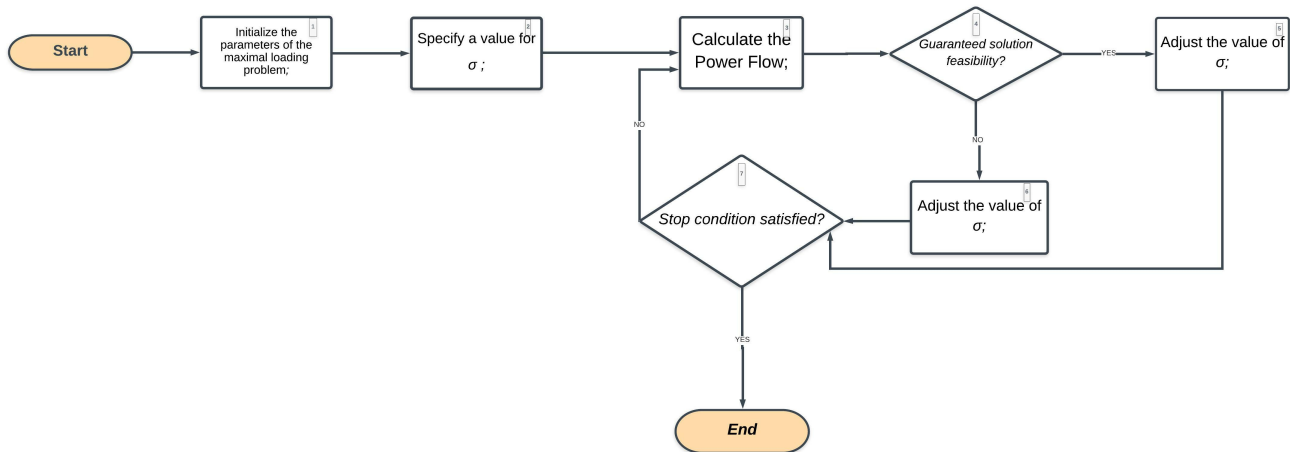 Start
1
Initialize the
parameters of the
maximal loading
problem;
2
Specify a value for
σ ;
3
Calculate the
Power Flow;
4
Guaranteed solution
feasibility?
YES
5
Adjust the value of
σ;
NO
6
Adjust the value of
σ;
7
Stop condition satisfied?
NO
YES
End